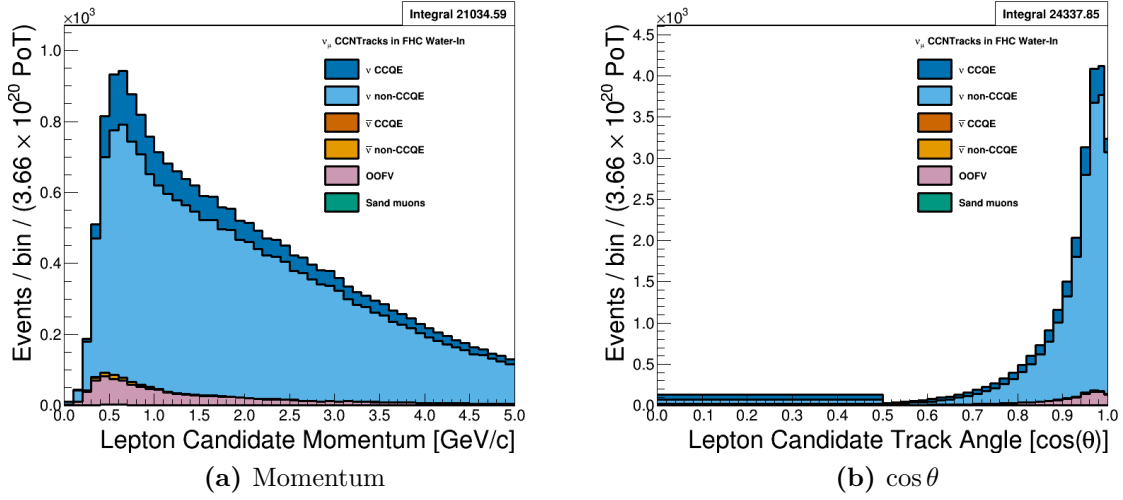 ×10³
Integral 21034.59
ν_μ CCNTracks in FHC Water-In
ν CCQE
ν non-CCQE
ν̄ CCQE
ν̄ non-CCQE
OOFV
Sand muons
Events / bin / (3.66 × 10²⁰ PoT)
1.0
0.8
0.6
0.4
0.2
0.0
0.0 0.5 1.0 1.5 2.0 2.5 3.0 3.5 4.0 4.5 5.0
Lepton Candidate Momentum [GeV/c]
(a) Momentum
×10³
Integral 24337.85
ν_μ CCNTracks in FHC Water-In
ν CCQE
ν non-CCQE
ν̄ CCQE
ν̄ non-CCQE
OOFV
Sand muons
Events / bin / (3.66 × 10²⁰ PoT)
4.5
4.0
3.5
3.0
2.5
2.0
1.5
1.0
0.5
0.0
0.0 0.1 0.2 0.3 0.4 0.5 0.6 0.7 0.8 0.9 1.0
Lepton Candidate Track Angle [cos(θ)]
(b) cos θ